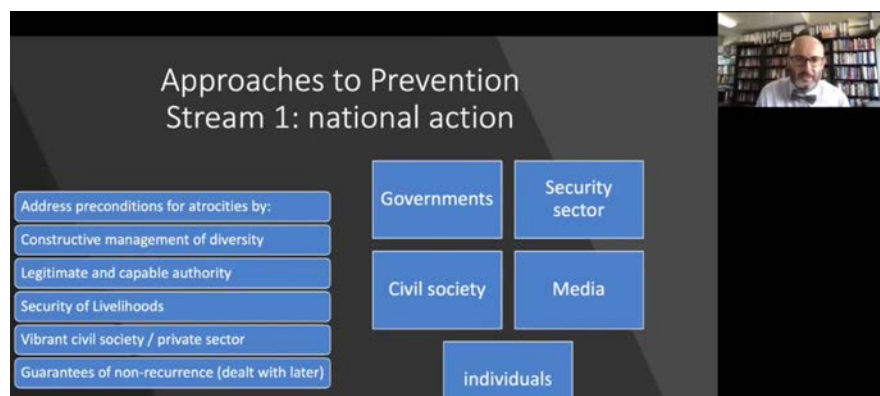 Approaches to Prevention
Stream 1: national action
Address preconditions for atrocities by:
Constructive management of diversity
Legitimate and capable authority
Security of Livelihoods
Vibrant civil society / private sector
Guarantees of non-recurrence (dealt with later)
Governments
Security
sector
Civil society
Media
individuals